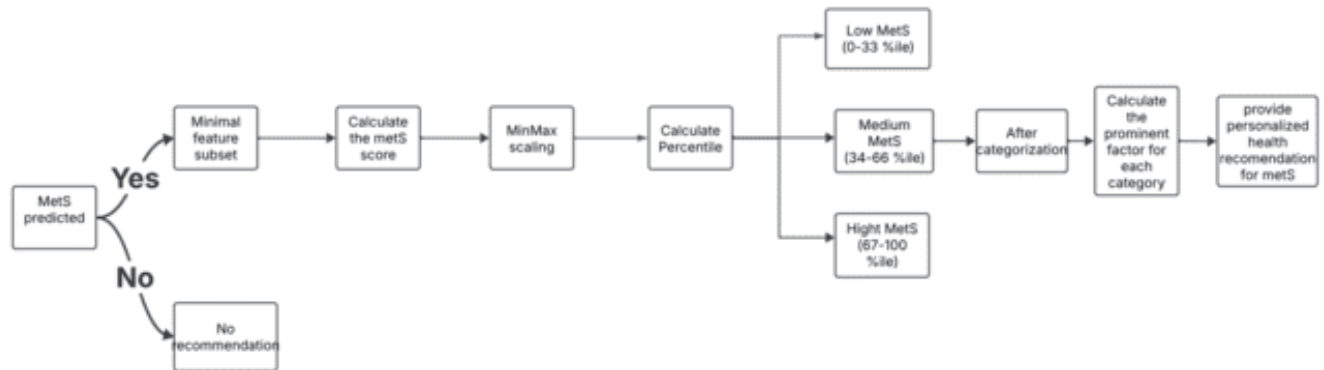 MetS
predicted
Yes
No
Minimal
feature
subset
No
recommendation
Calculate
the metS
score
MinMax
scaling
Calculate
Percentile
Low MetS
(0-33 %ile)
Medium
MetS
(34-66 %ile)
Hight MetS
(67-100
%ile)
After
categorization
Calculate
the
prominent
factor for
each
category
provide
personalized
health
recomendation
for metS